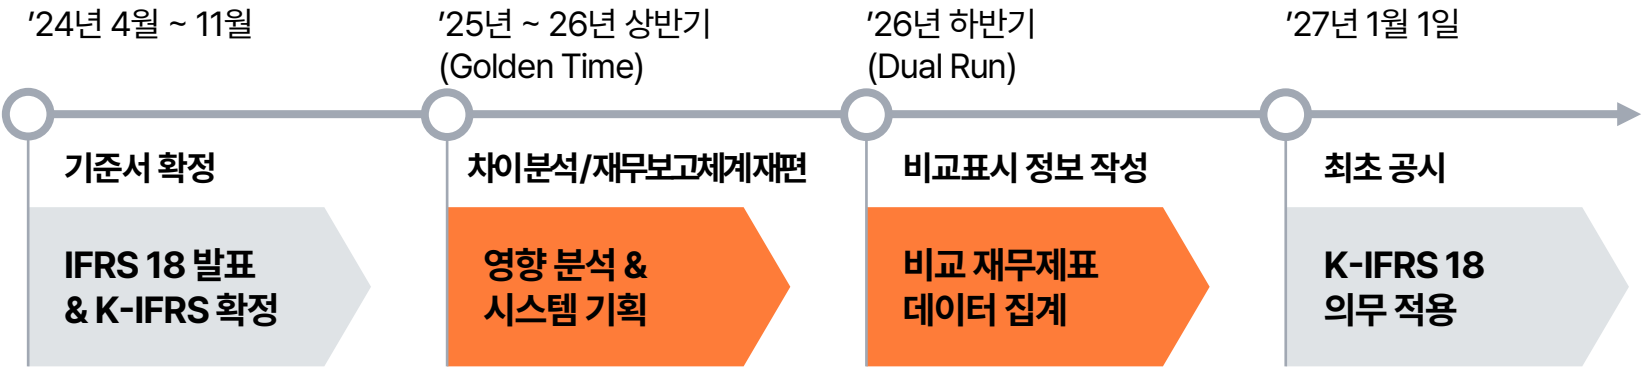 ’24년 4월 ~ 11월
’25년 ~ 26년 상반기
(Golden Time)
’26년 하반기
(Dual Run)
’27년 1월 1일
기준서 확정
차이분석/재무보고체계재편
비교표시 정보 작성
최초 공시
IFRS 18 발표
& K-IFRS 확정
영향 분석 &
시스템 기획
비교 재무제표
데이터 집계
K-IFRS 18
의무 적용